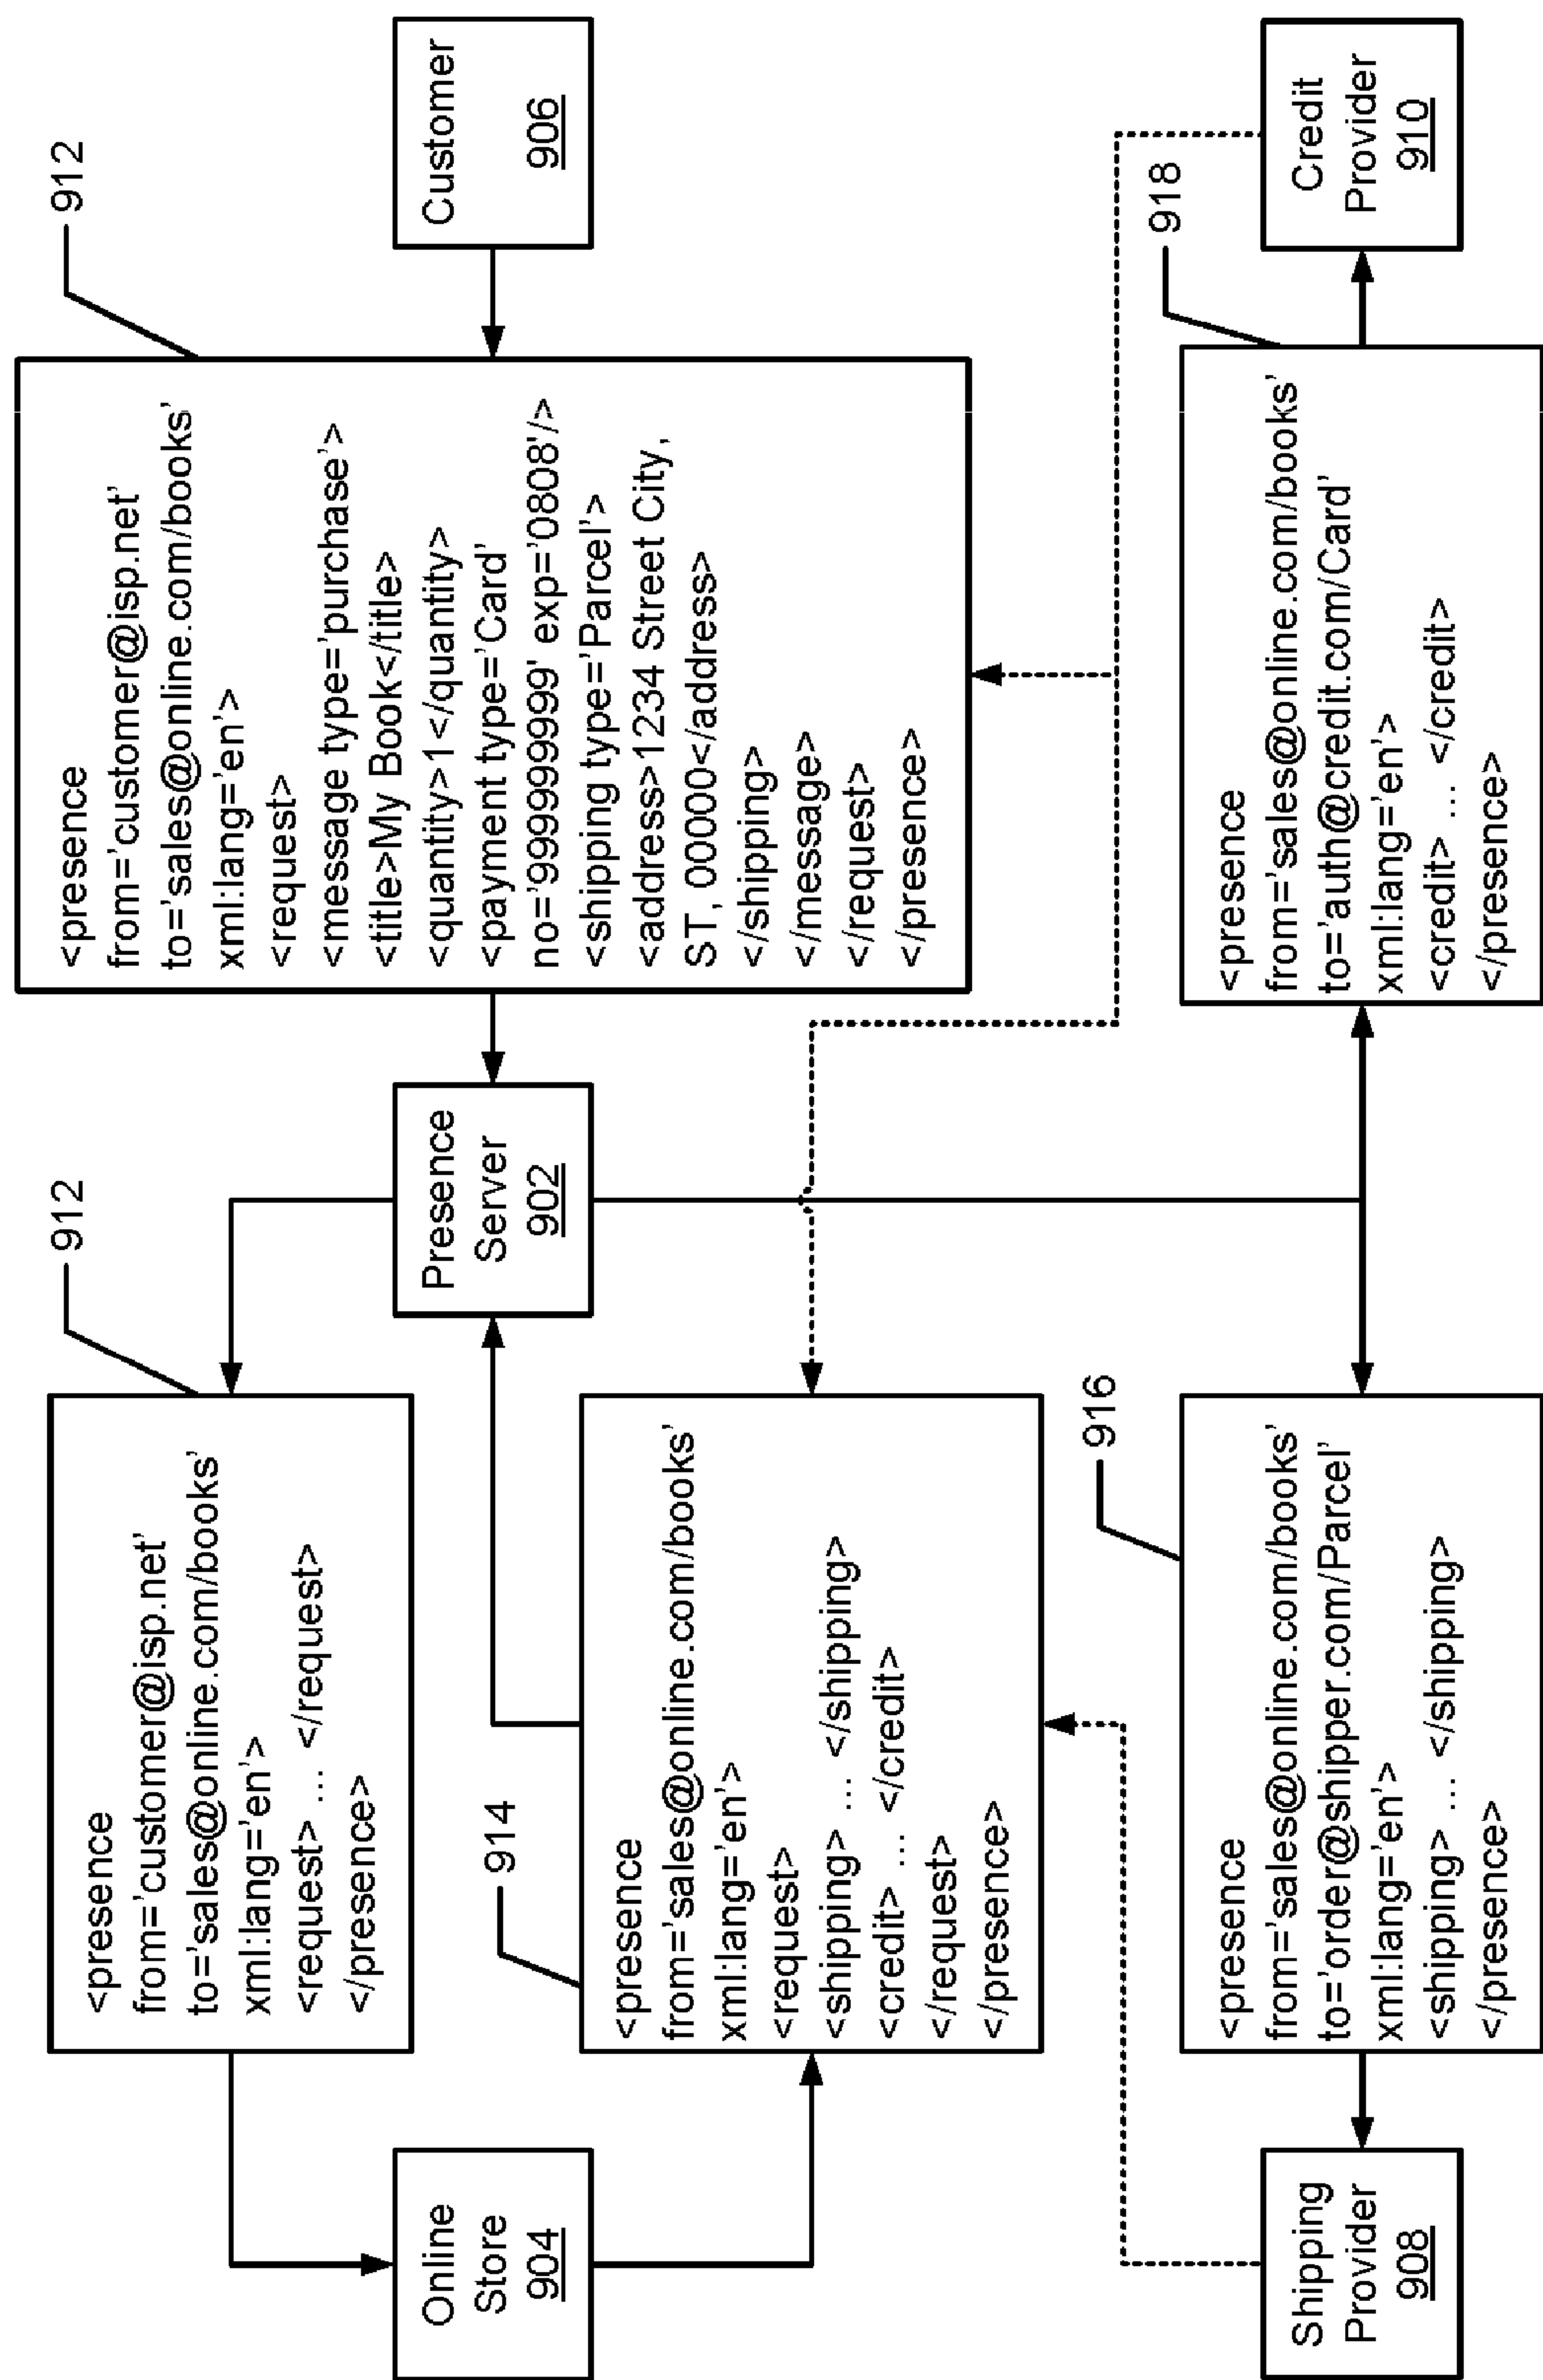 912
<presence
from='customer@isp.net'
to='sales@online.com/books'
xml:lang='en'>
<request> ... </request>
</presence>
912
<presence
from='customer@isp.net'
to='sales@online.com/books'
xml:lang='en'>
<request>
<message type='purchase'>
<title>My Book</title>
<quantity>1</quantity>
<payment type='Card'
no='999999999' exp='0808'/>
<shipping type='Parcel'>
<address>1234 Street City,
ST, 00000</address>
</shipping>
</message>
</request>
</presence>
Online
Store
904
Presence
Server
902
Customer
906
914
<presence
from='sales@online.com/books'
xml:lang='en'>
<request>
<shipping> ... </shipping>
<credit> ... </credit>
</request>
</presence>
916
918
Shipping
Provider
908
<presence
from='sales@online.com/books'
to='order@shipper.com/Parcel'
xml:lang='en'>
<shipping> ... </shipping>
</presence>
<presence
from='sales@online.com/books'
to='auth@credit.com/Card'
xml:lang='en'>
<credit> ... </credit>
</presence>
Credit
Provider
910